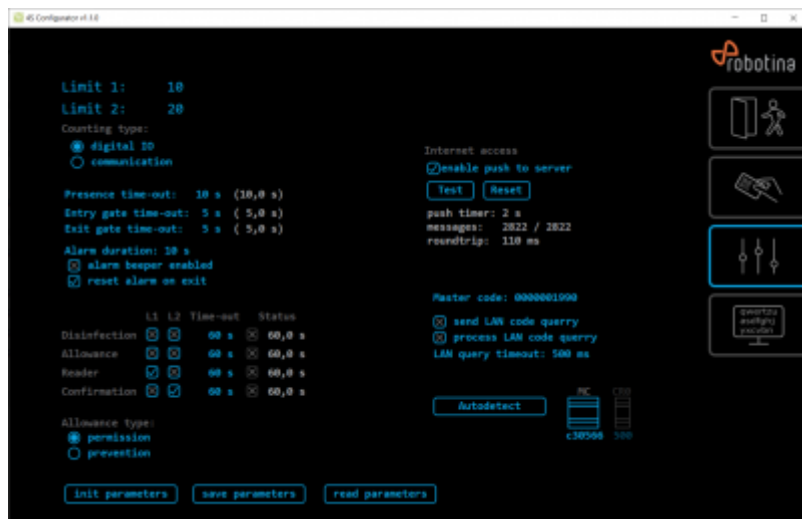 4S Configurator v1.1.0
robotina
Limit 1: 10
Limit 2: 20
Counting type:
digital IO
communication
Presence time-out: 10 s (10,0 s)
Entry gate time-out: 5 s ( 5,0 s)
Exit gate time-out: 5 s ( 5,0 s)
Alarm duration: 10 s
alarm beeper enabled
reset alarm on exit
L1 L2 Time-out Status
Disinfection 60 s 60,0 s
Allowance 60 s 60,0 s
Reader 60 s 60,0 s
Confirmation 60 s 60,0 s
Allowance type:
permission
prevention
init parameters save parameters read parameters
Internet access
enable push to server
Test Reset
push timer: 2 s
messages: 2822 / 2822
roundtrip: 110 ms
Master code: 0000001990
send LAN code querry
process LAN code querry
LAN query timeout: 500 ms
Autodetect
MC
c30566 500
qwertzu
asdfghj
yxcvbn